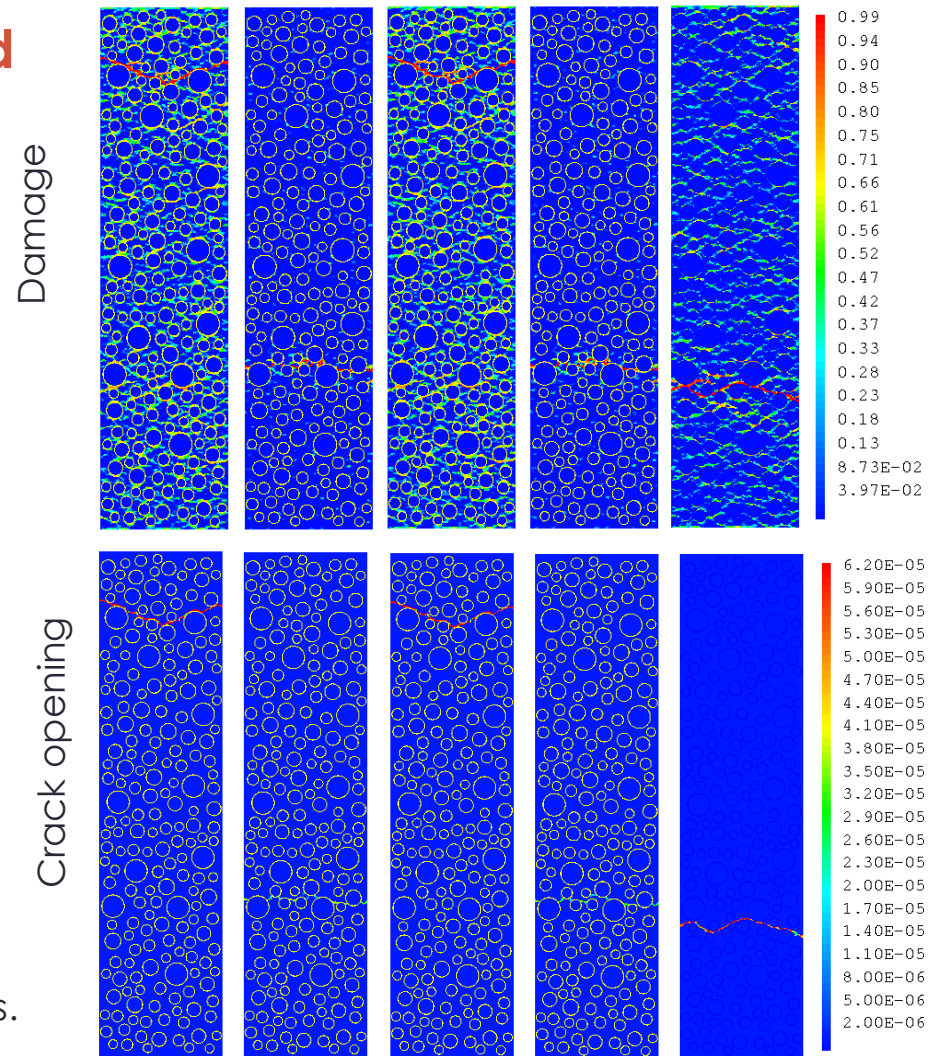 d
Damage
0.99
0.94
0.90
0.85
0.80
0.75
0.71
0.66
0.61
0.56
0.52
0.47
0.42
0.37
0.33
0.28
0.23
0.18
0.13
8.73E-02
3.97E-02
Crack opening
6.20E-05
5.90E-05
5.60E-05
5.30E-05
5.00E-05
4.70E-05
4.40E-05
4.10E-05
3.80E-05
3.50E-05
3.20E-05
2.90E-05
2.60E-05
2.30E-05
2.00E-05
1.70E-05
1.40E-05
1.10E-05
8.00E-06
5.00E-06
2.00E-06
s.